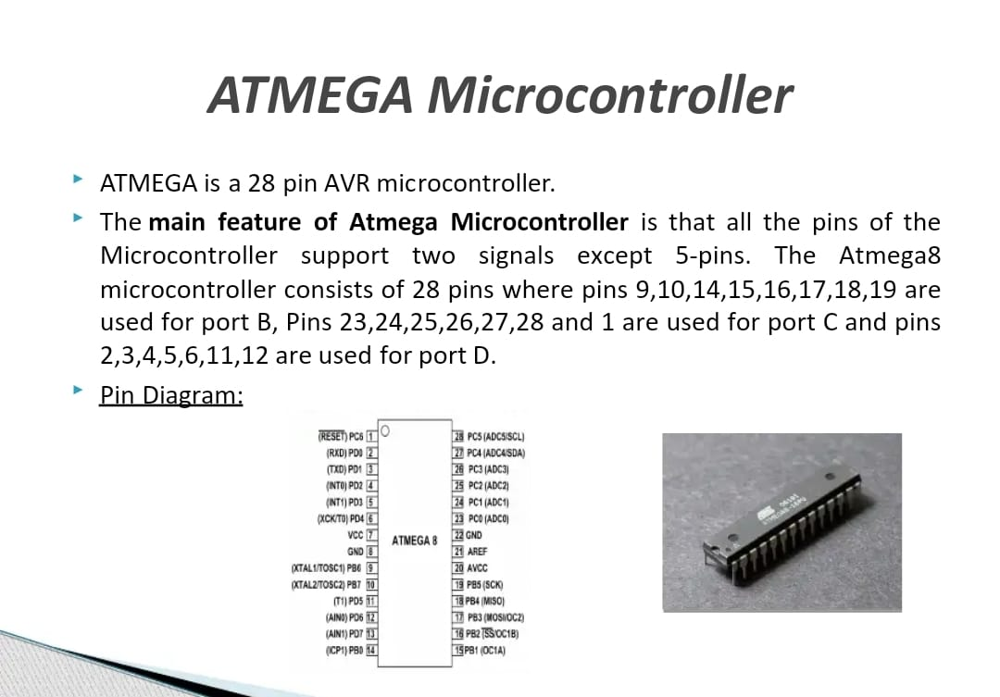 ATMEGA Microcontroller
ATMEGA is a 28 pin AVR microcontroller.
The main feature of Atmega Microcontroller is that all the pins of the
Microcontroller support two signals except 5-pins. The Atmega8
microcontroller consists of 28 pins where pins 9,10,14,15,16,17,18,19 are
used for port B, Pins 23,24,25,26,27,28 and 1 are used for port C and pins
2,3,4,5,6,11,12 are used for port D.
Pin Diagram:
(RESET) PC6 1 28 PC5 (ADC5/SCL)
(RXD) PD0 2 27 PC4 (ADC4/SDA)
(TXD) PD1 3 26 PC3 (ADC3)
(INT0) PD2 4 25 PC2 (ADC2)
(INT1) PD3 5 24 PC1 (ADC1)
(XCK/T0) PD4 6 23 PC0 (ADC0)
VCC 7 22 GND
ATMEGA 8
GND 8 21 AREF
(XTAL1/TOSC1) PB6 9 20 AVCC
(XTAL2/TOSC2) PB7 10 19 PB5 (SCK)
(T1) PD5 11 18 PB4 (MISO)
(AIN0) PD6 12 17 PB3 (MOSI/OC2)
(AIN1) PD7 13 16 PB2 (SS/OC1B)
(ICP1) PB0 14 15 PB1 (OC1A)